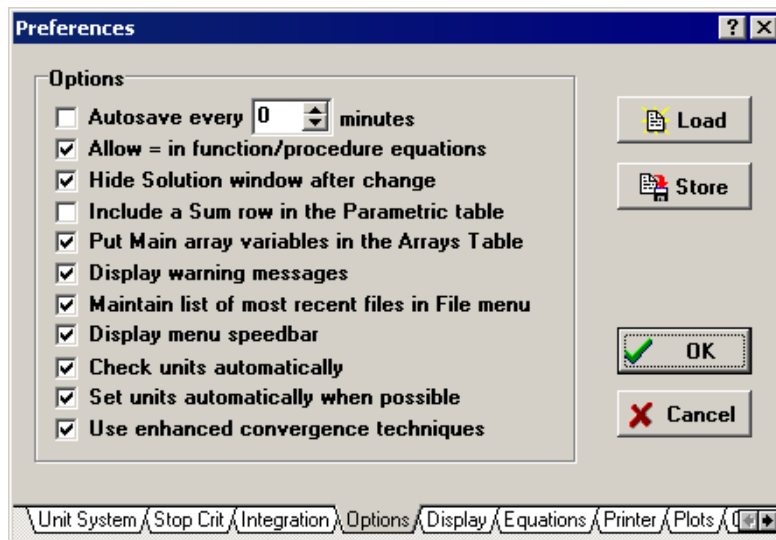 Preferences
Options
Autosave every 0 minutes
Allow = in function/procedure equations
Hide Solution window after change
Include a Sum row in the Parametric table
Put Main array variables in the Arrays Table
Display warning messages
Maintain list of most recent files in File menu
Display menu speedbar
Check units automatically
Set units automatically when possible
Use enhanced convergence techniques
Load
Store
OK
Cancel
Unit System Stop Crit Integration Options Display Equations Printer Plots